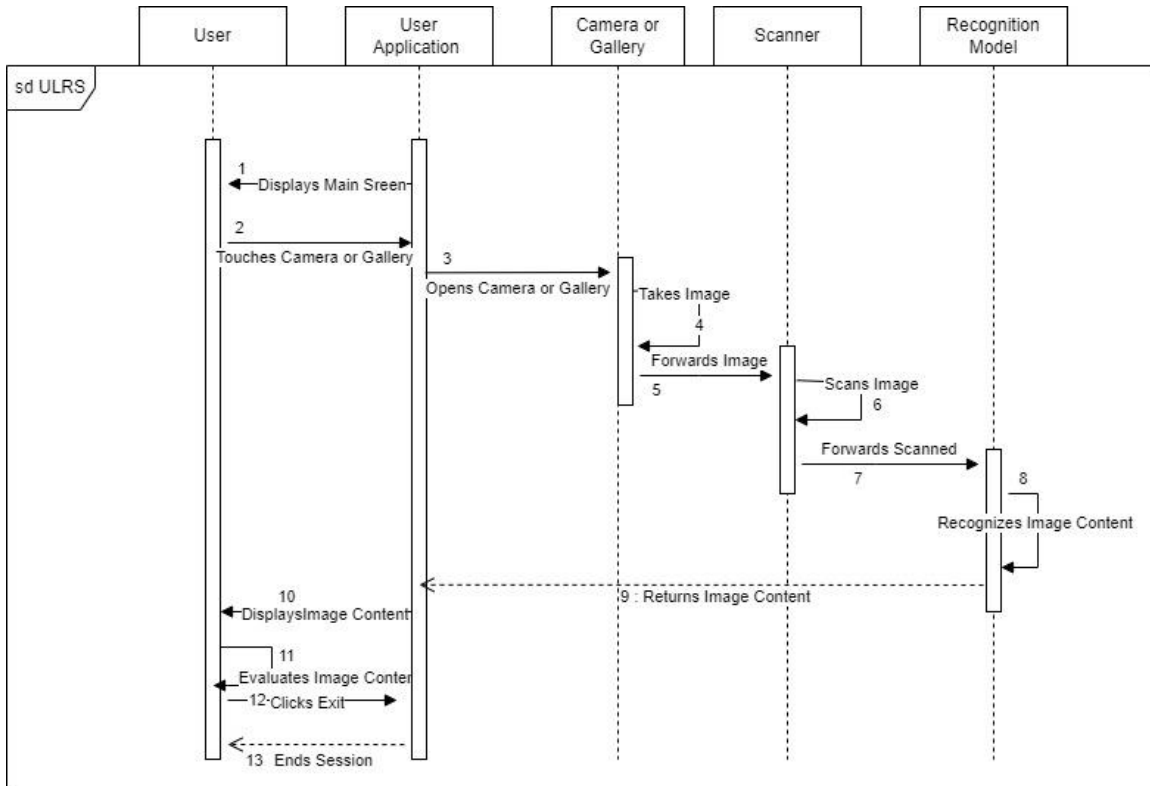 User
User
Application
Camera or
Gallery
Scanner
Recognition
Model
sd ULRS
1
Displays Main Sreen
2
Touches Camera or Gallery
3
Opens Camera or Gallery
Takes Image
4
Forwards Image
5
Scans Image
6
Forwards Scanned
7
8
Recognizes Image Content
9 : Returns Image Content
10
DisplaysImage Content
11
Evaluates Image Conter
12 Clicks Exit
13 Ends Session